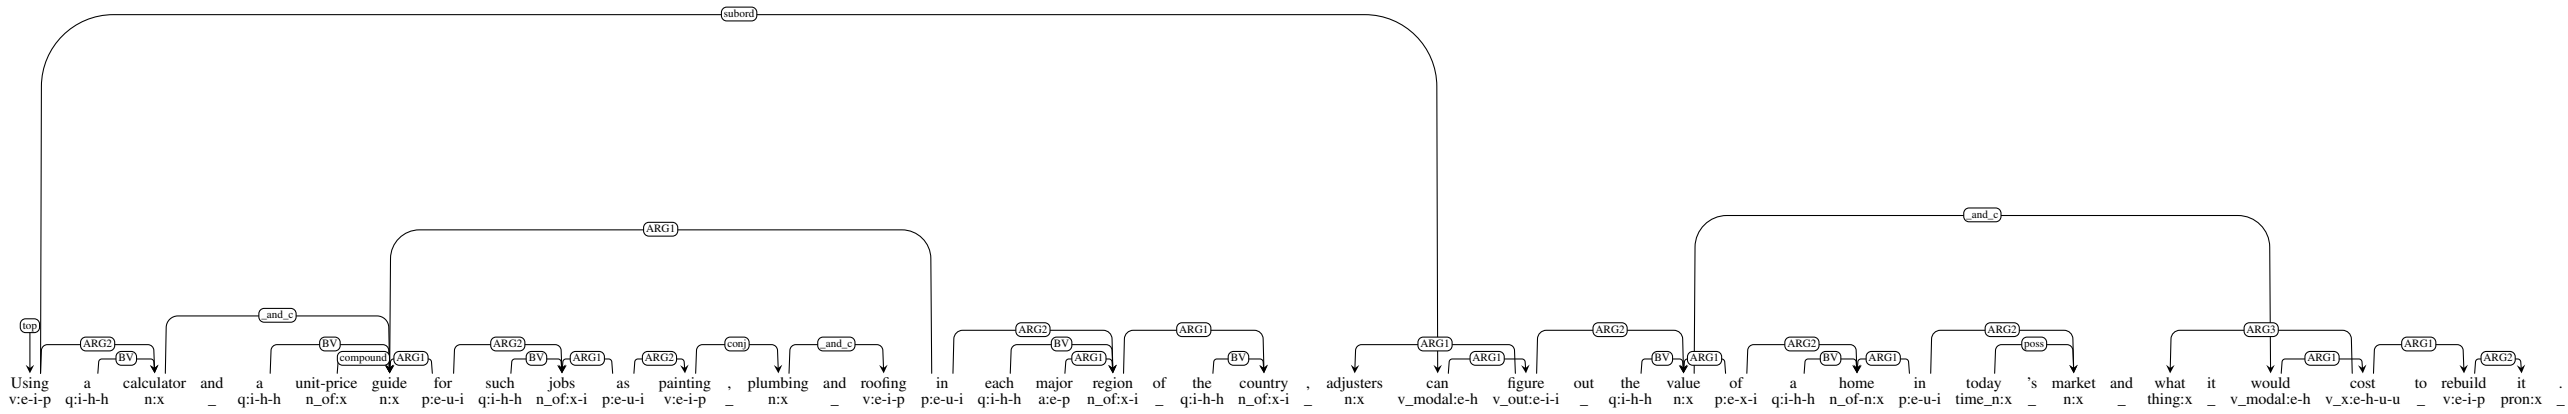 subord
ARG1 _and_c
top _and_c ARG2 ARG1 ARG2 ARG2 ARG2 ARG3
ARG2 BV ARG2 conj _and_c BV ARG1 ARG2 poss ARG1
BV compound ARG1 BV ARG1 ARG2 ARG1 BV ARG1 BV ARG1 BV ARG1 ARG1 ARG2
Using a calculator and a unit-price guide for such jobs as painting , plumbing and roofing in each major region of the country , adjusters can figure out the value of a home in today 's market and what it would cost to rebuild it .
v:e-i-p q:i-h-h n:x _ q:i-h-h n_of:x n:x p:e-u-i q:i-h-h n_of:x-i p:e-u-i v:e-i-p _ n:x _ v:e-i-p p:e-u-i q:i-h-h a:e-p n_of:x-i _ q:i-h-h n_of:x-i _ n:x v_modal:e-h v_out:e-i-i _ q:i-h-h n:x p:e-x-i q:i-h-h n_of-n:x p:e-u-i time_n:x _ n:x _ thing:x _ v_modal:e-h v_x:e-h-u-u _ v:e-i-p pron:x _